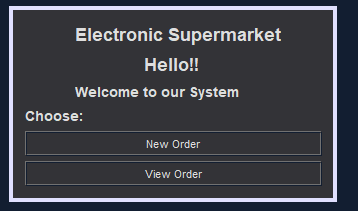 Electronic Supermarket
Hello!!
Welcome to our System
Choose:
New Order
View Order